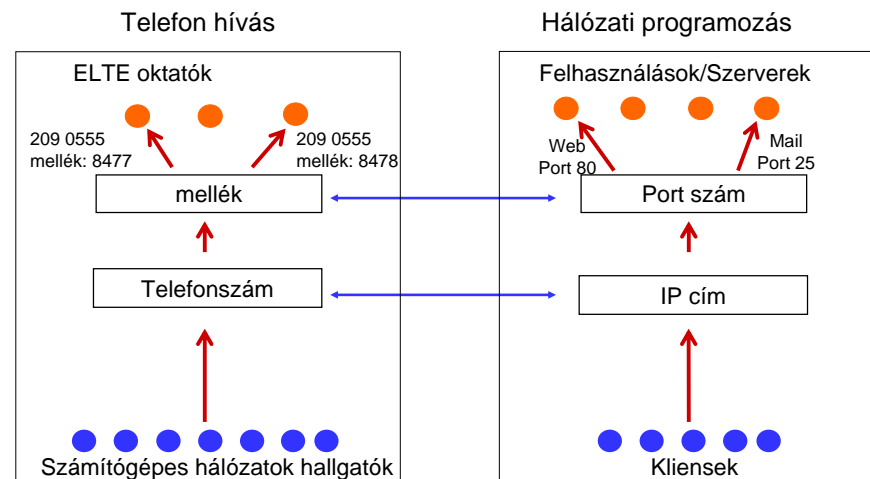 Telefon hívás
ELTE oktatók
209 0555
mellék: 8477
209 0555
mellék: 8478
mellék
Telefonszám
Számítógépes hálózatok hallgatók
Hálózati programozás
Felhasználások/Szerverek
Web
Port 80
Mail
Port 25
Port szám
IP cím
Kliensek